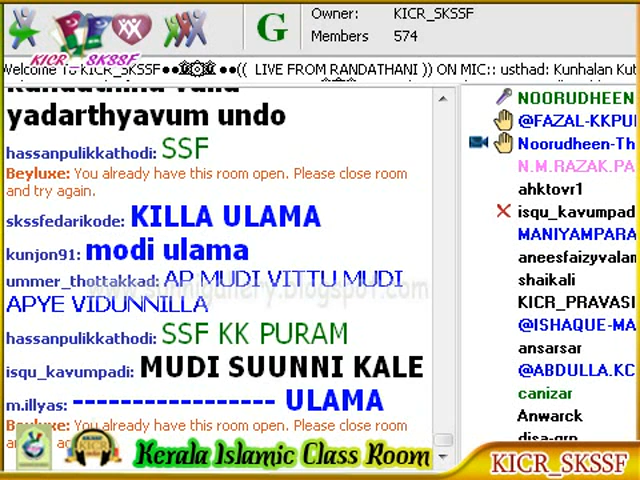 Owner: KICR_SKSSF
Members 574
G
KICR_SKSSF
Welcome To KICR_SKSSF●●۞●●(( LIVE FROM RANDATHANI )) ON MIC:: usthad: Kunhalan Kut
yadarthyavum undo
hassanpulikkathodi: SSF
Beyluxe: You already have this room open. Please close room
and try again.
skssfedarikode: KILLA ULAMA
kunjon91: modi ulama
ummer_thottakkad: AP MUDI VITTU MUDI
APYE VIDUNNILLA
hassanpulikkathodi: SSF KK PURAM
isqu_kavumpadi: MUDI SUUNNI KALE
m.illyas: ----------------- ULAMA
Beyluxe: You already have this room open. Please close room
NOORUDHEEN
@FAZAL-KKPU
Noorudheen-Th
N.M.RAZAK.PA
ahktovr1
isqu_kavumpad
MANIYAMPARA
aneesfaizyvalam
shaikali
KICR_PRAVASI
@ISHAQUE-MA
ansarsar
@ABDULLA.KC
canizar
Anwarck
disa-grp
Kerala Islamic Class Room
KICR_SKSSF